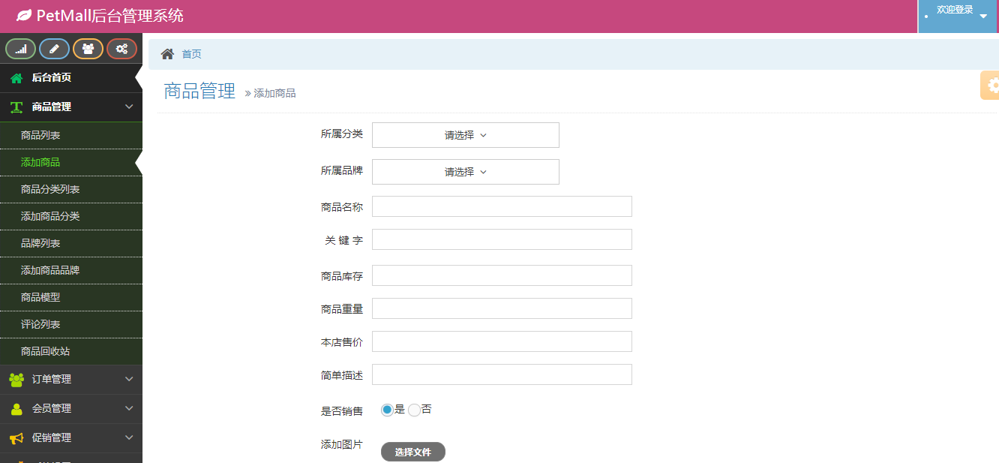 PetMall后台管理系统
欢迎登录
首页
后台首页
商品管理
商品列表
添加商品
商品分类列表
添加商品分类
品牌列表
添加商品品牌
商品模型
评论列表
商品回收站
订单管理
会员管理
促销管理
商品管理 » 添加商品
所属分类 请选择
所属品牌 请选择
商品名称
关 键 字
商品库存
商品重量
本店售价
简单描述
是否销售 是 否
添加图片 选择文件